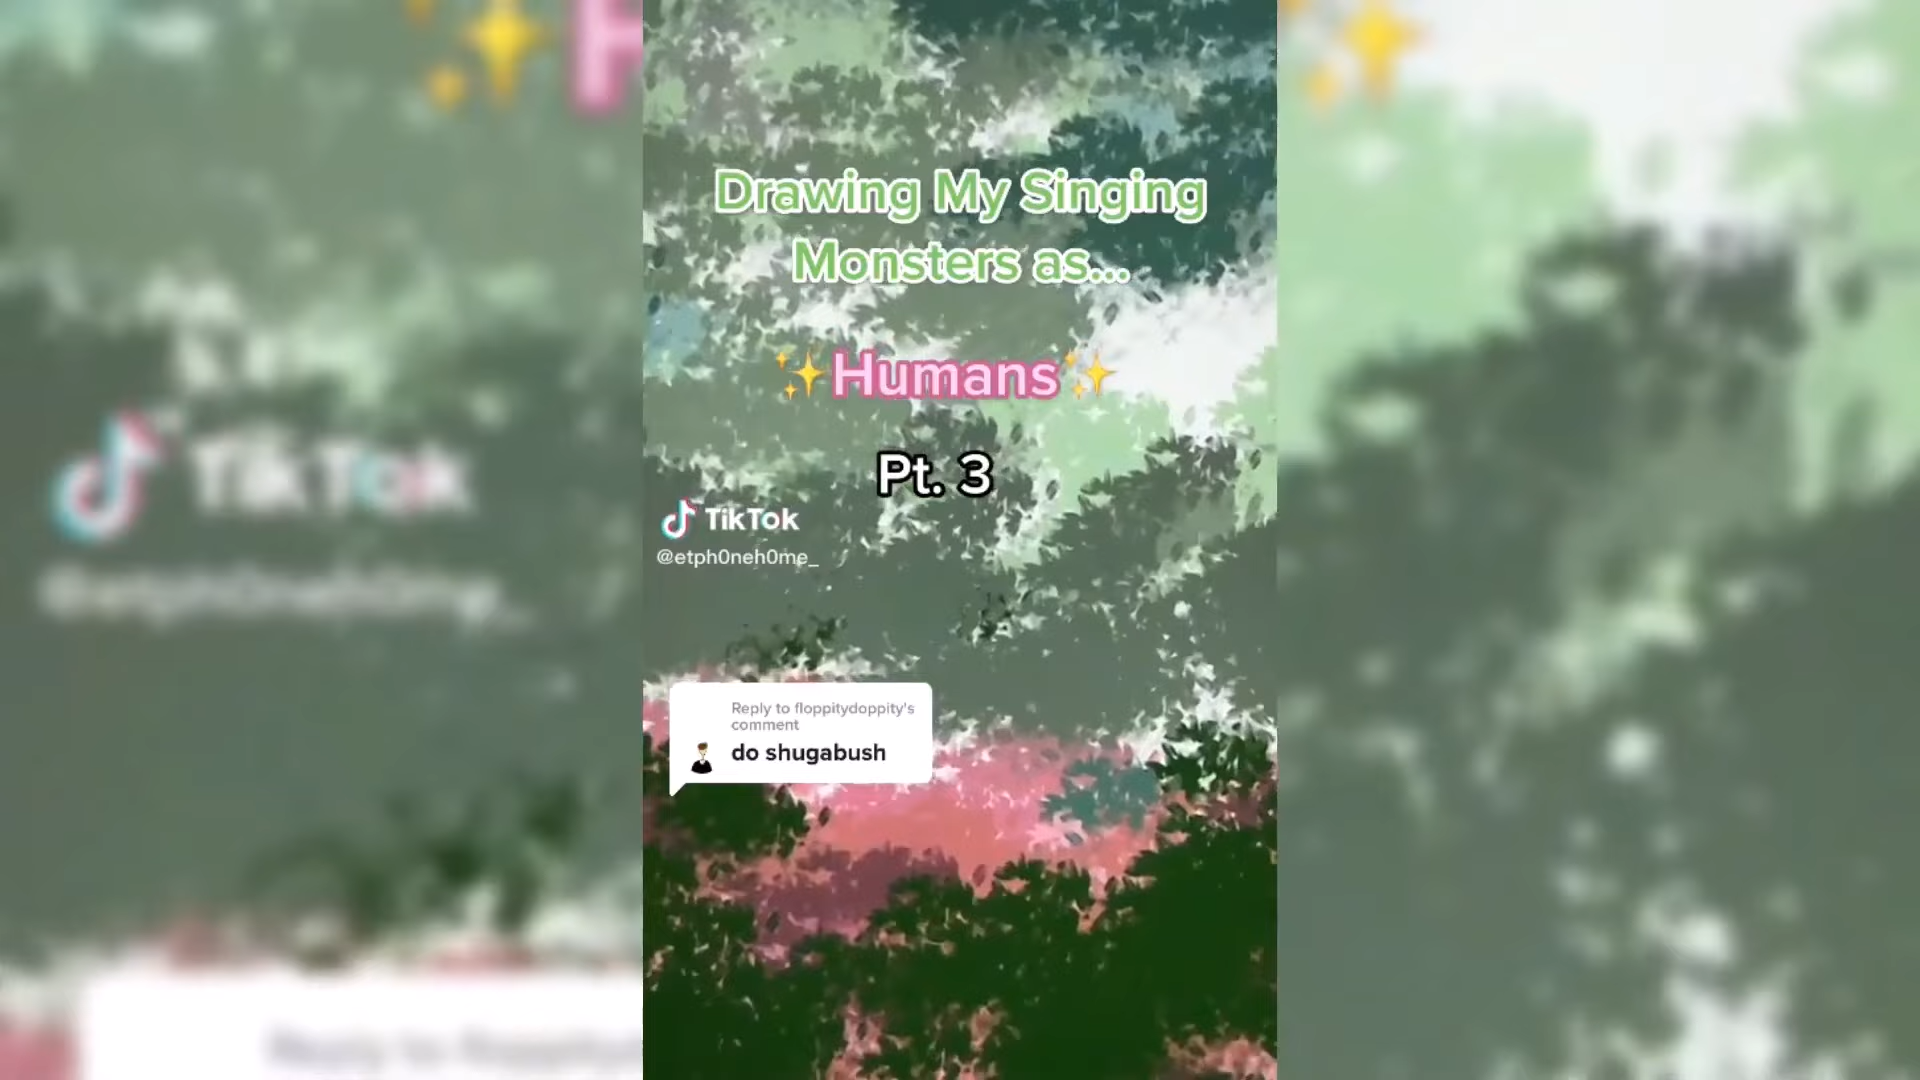 Drawing My Singing
Monsters as...
✨Humans✨
Pt. 3
TikTok
@etph0neh0me_
Reply to floppitydoppity's
comment
do shugabush